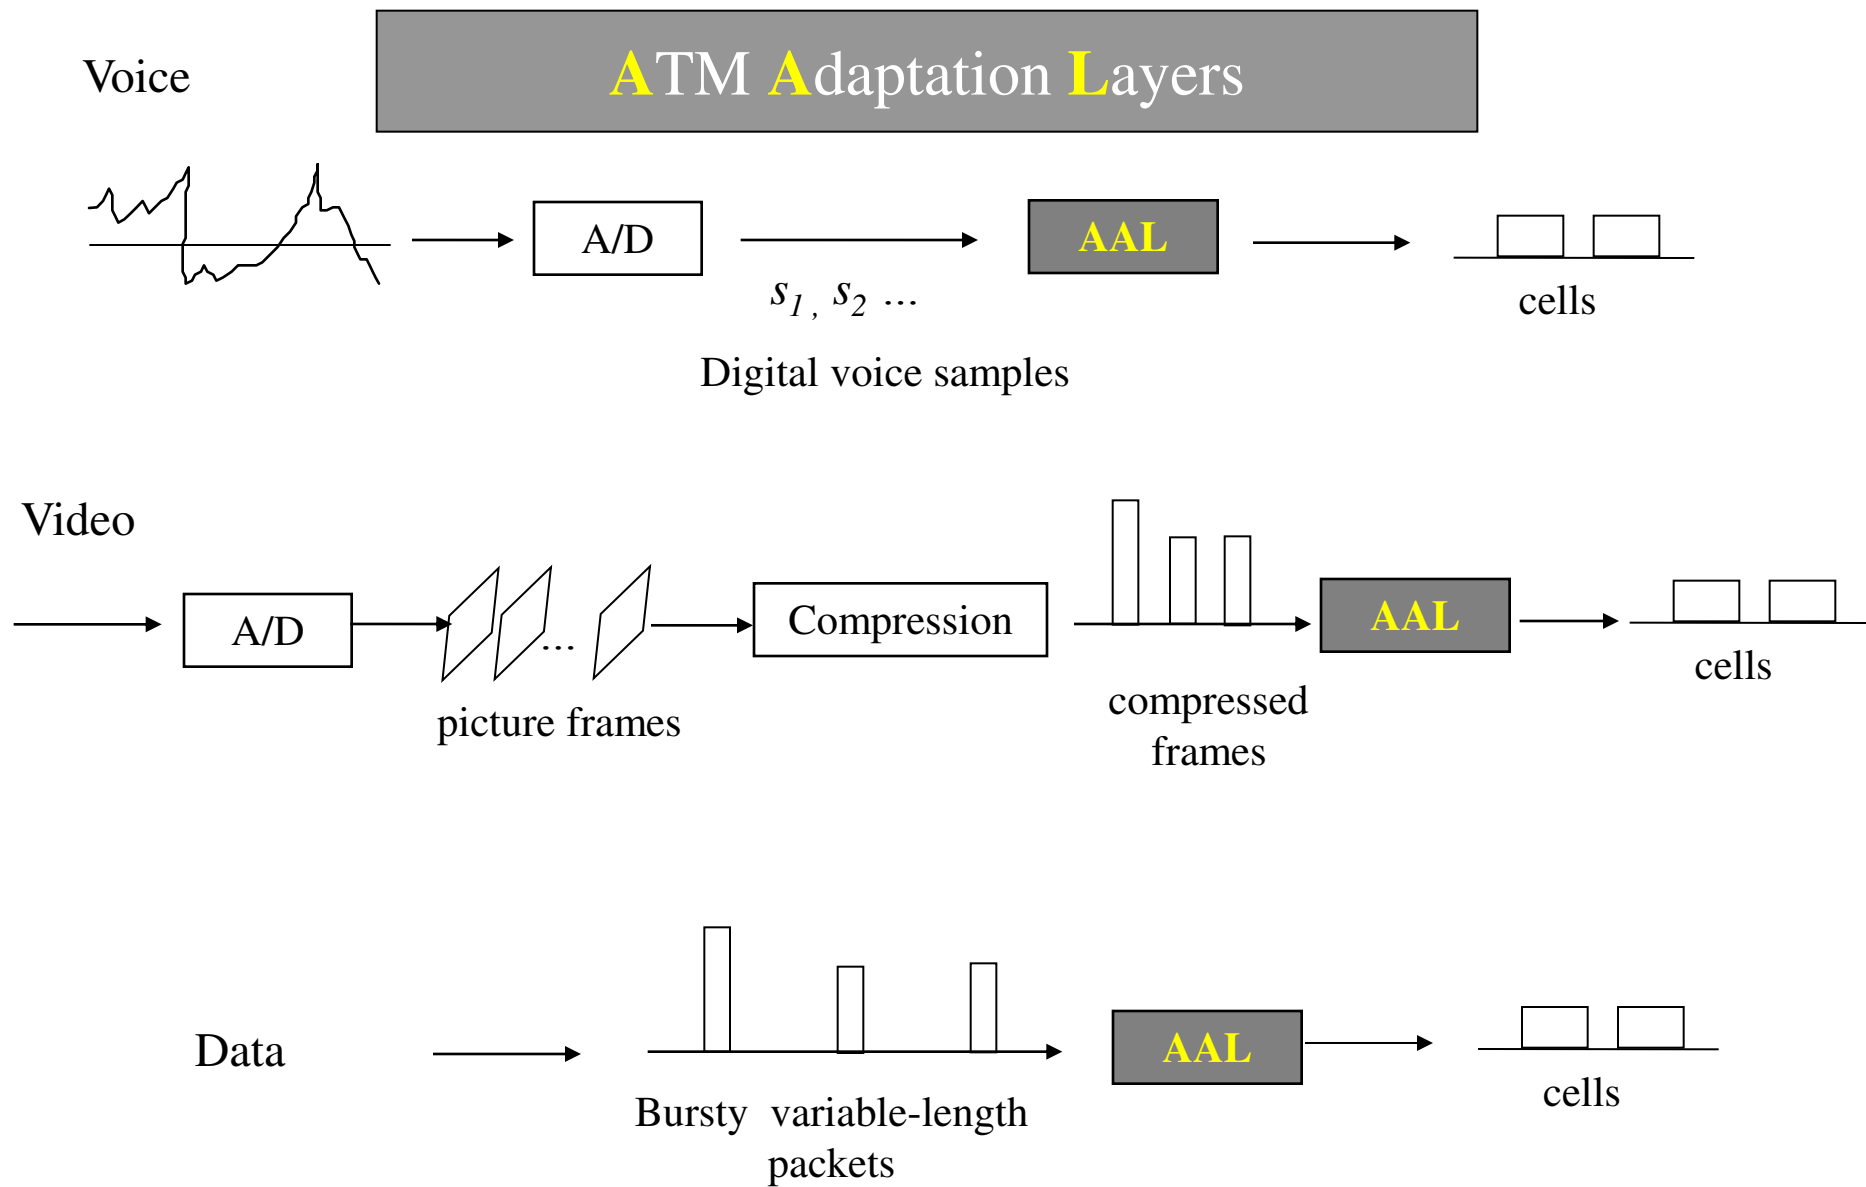 ATM Adaptation Layers
Voice
A/D
s1, s2 ...
Digital voice samples
AAL
cells
Video
A/D
...
picture frames
Compression
compressed
frames
AAL
cells
Data
Bursty variable-length
packets
AAL
cells